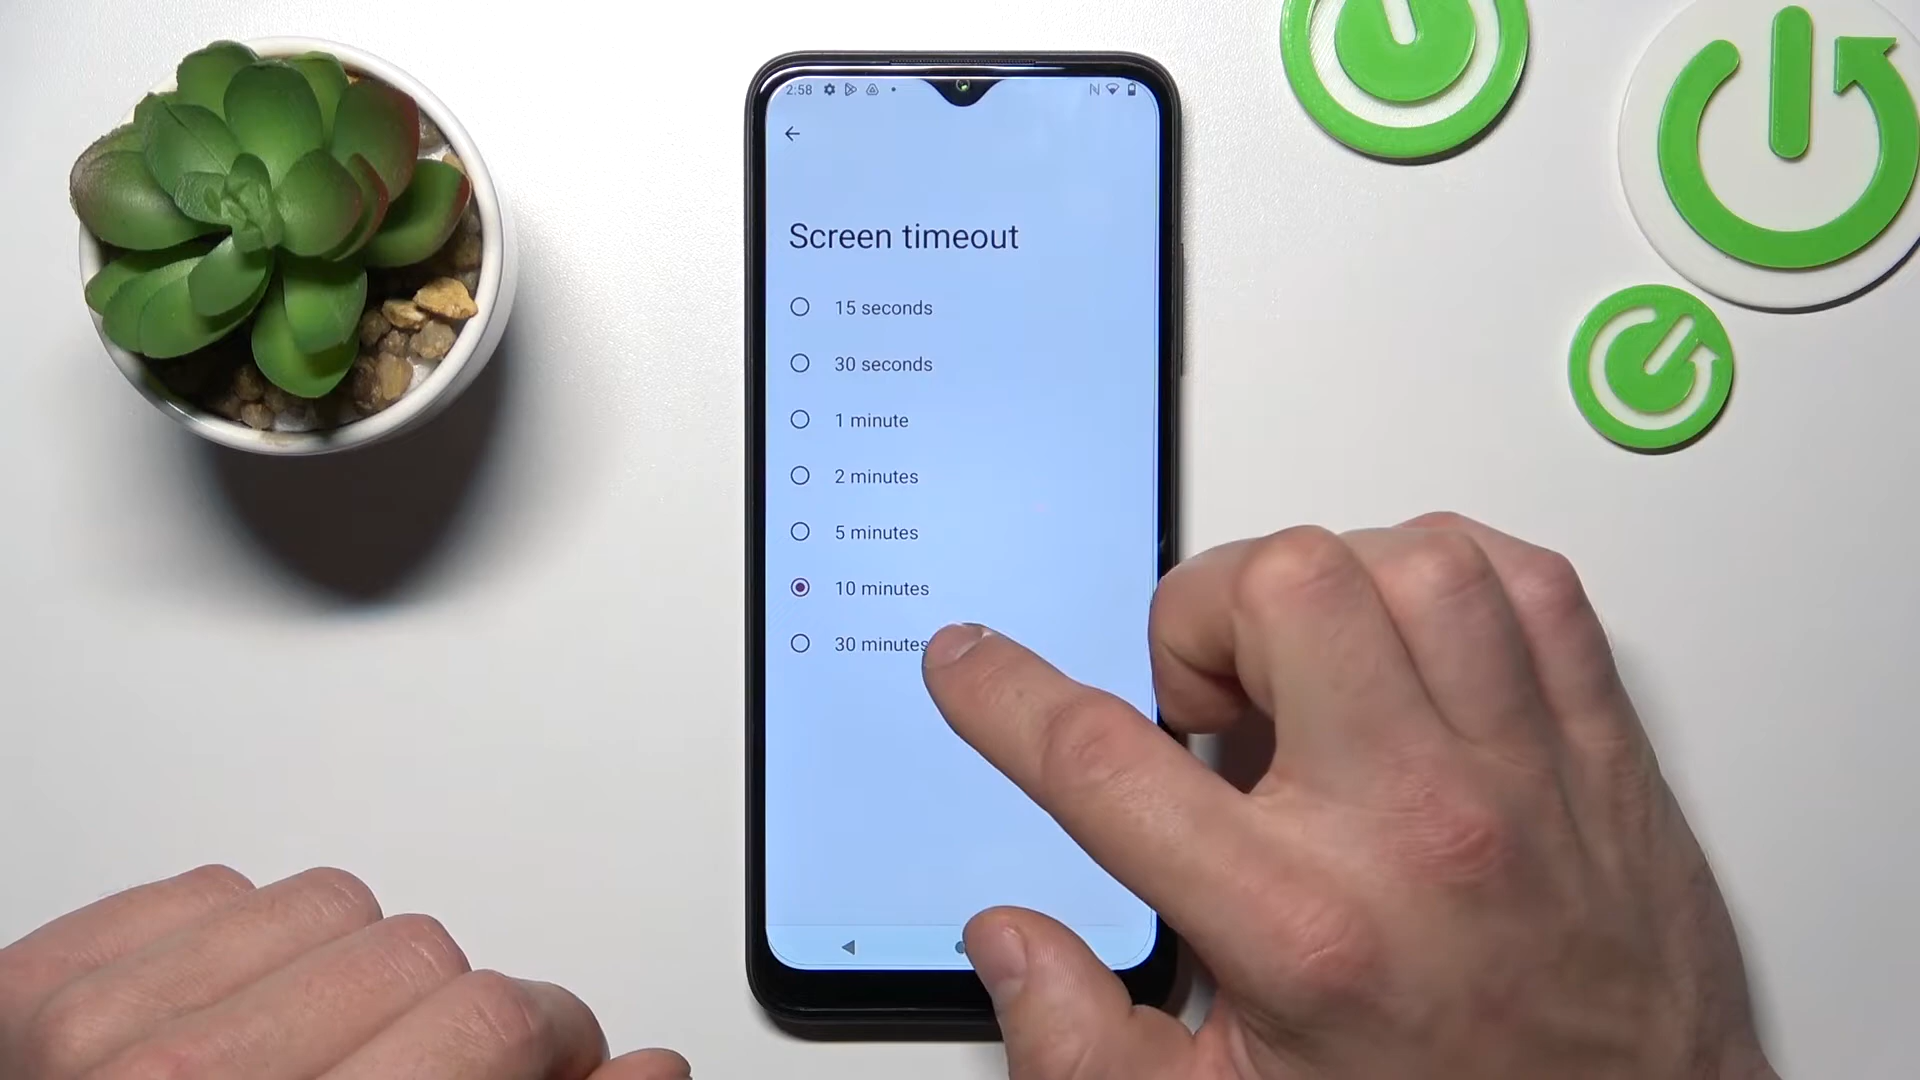 2:58
Screen timeout
15 seconds
30 seconds
1 minute
2 minutes
5 minutes
10 minutes
30 minutes